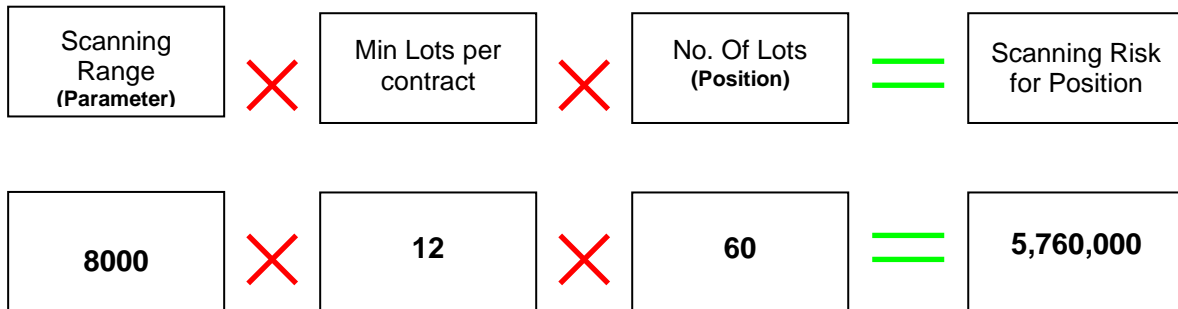 Scanning
Range
(Parameter)
Min Lots per
contract
No. Of Lots
(Position)
Scanning Risk
for Position
8000
12
60
5,760,000